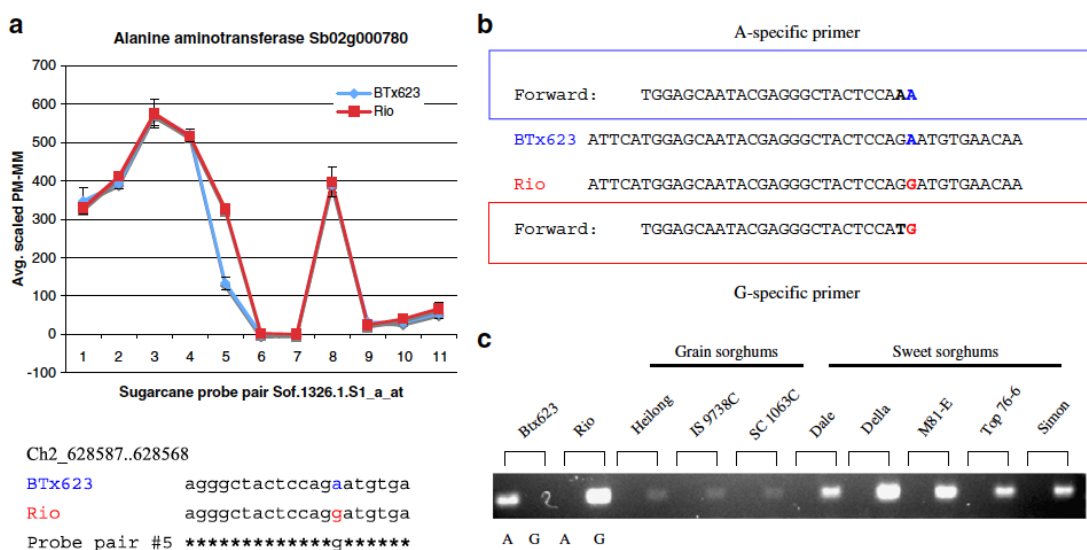 a
Alanine aminotransferase Sb02g000780
700
600
500
400
300
200
100
0
-100
Avg. scaled PM-MM
BTx623
Rio
1 2 3 4 5 6 7 8 9 10 11
Sugarcane probe pair Sof.1326.1.S1_a_at
Ch2_628587..628568
BTx623 agggctactccagaatgtga
Rio agggctactccaggatgtga
Probe pair #5 *************g******
b
A-specific primer
Forward: TGGAGCAATACGAGGGCTACTCCAAA
BTx623 ATTCATGGAGCAATACGAGGGCTACTCCAGAATGTGAACAA
Rio ATTCATGGAGCAATACGAGGGCTACTCCAGGATGTGAACAA
Forward: TGGAGCAATACGAGGGCTACTCCATG
G-specific primer
c
Grain sorghums Sweet sorghums
Btx623 Rio Heilong IS 9738C SC 1063C Dale Della M81-E Top 76-6 Simon
A G A G